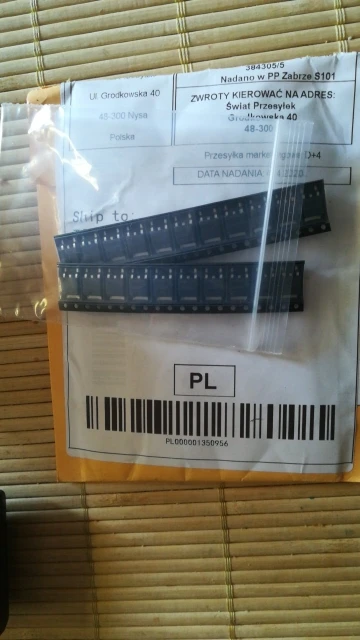 384305/5
Nadano w PP Zabrze S101
Ul Grodkowska 40
48-300 Nysa
Polska
ZWROTY KIEROWAĆ NA ADRES:
Świat Przesyłek
Grodkowska 40
48-300
Przesyłka D+4
DATA NADANIA
Ship to:
PL
PL000001350956